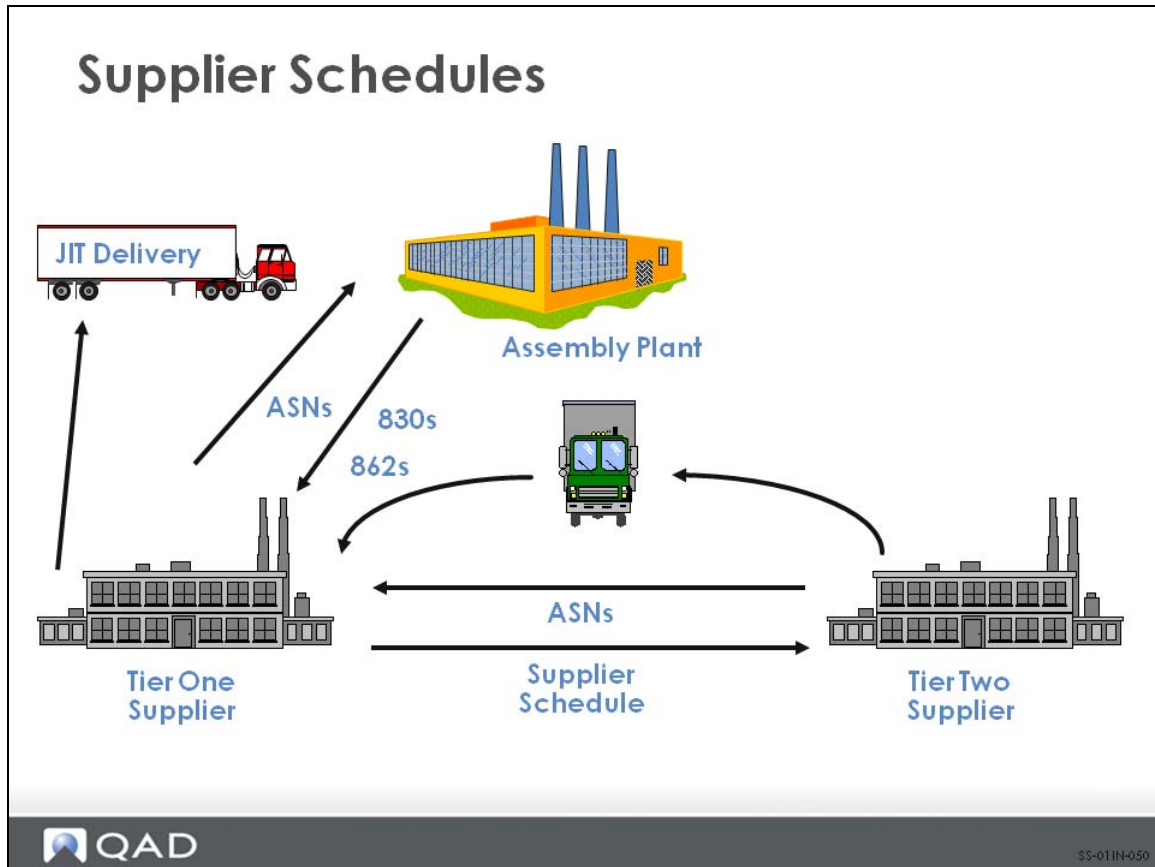 Supplier Schedules
JIT Delivery
Assembly Plant
ASNs
830s
862s
ASNs
Tier One
Supplier
Supplier
Schedule
Tier Two
Supplier
QAD
SS-01IN-050